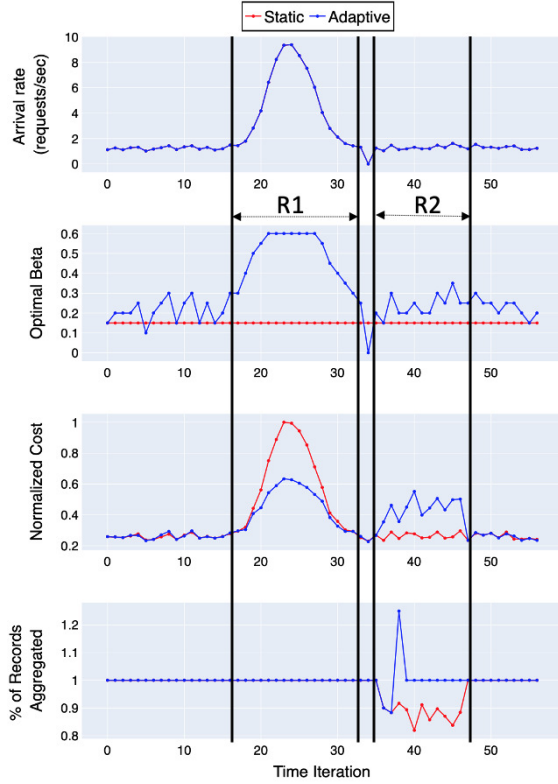 Static Adaptive
Arrival rate
(requests/sec)
10
8
6
4
2
0
0 10 20 30 40 50
R1 R2
Optimal Beta
0.6
0.5
0.4
0.3
0.2
0.1
0
0 10 20 30 40 50
Normalized Cost
1
0.8
0.6
0.4
0.2
0 10 20 30 40 50
% of Records
Aggregated
1.2
1.1
1
0.9
0.8
0 10 20 30 40 50
Time Iteration